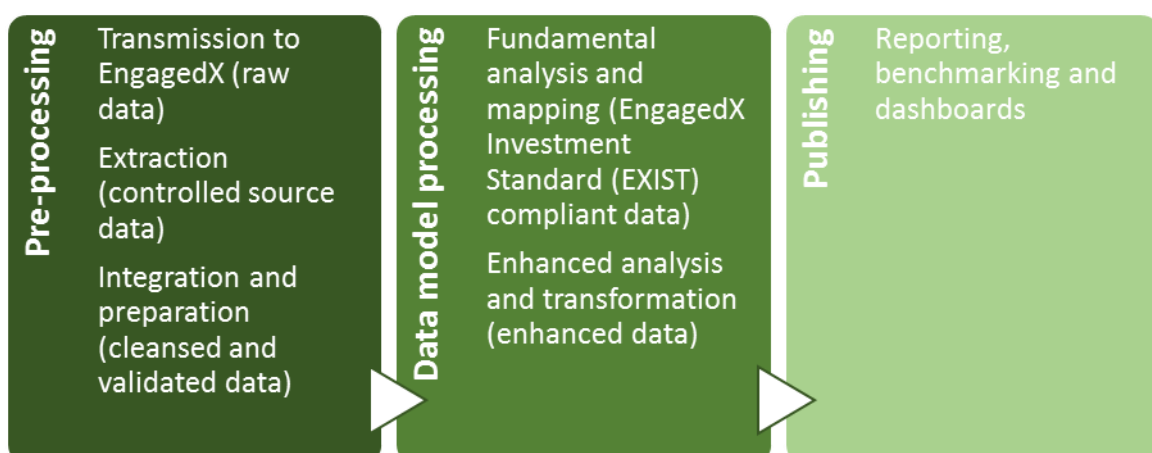 Pre-processing
Transmission to
EngagedX (raw
data)
Extraction
(controlled source
data)
Integration and
preparation
(cleansed and
validated data)
Data model processing
Fundamental
analysis and
mapping (EngagedX
Investment
Standard (EXIST)
compliant data)
Enhanced analysis
and transformation
(enhanced data)
Publishing
Reporting,
benchmarking and
dashboards